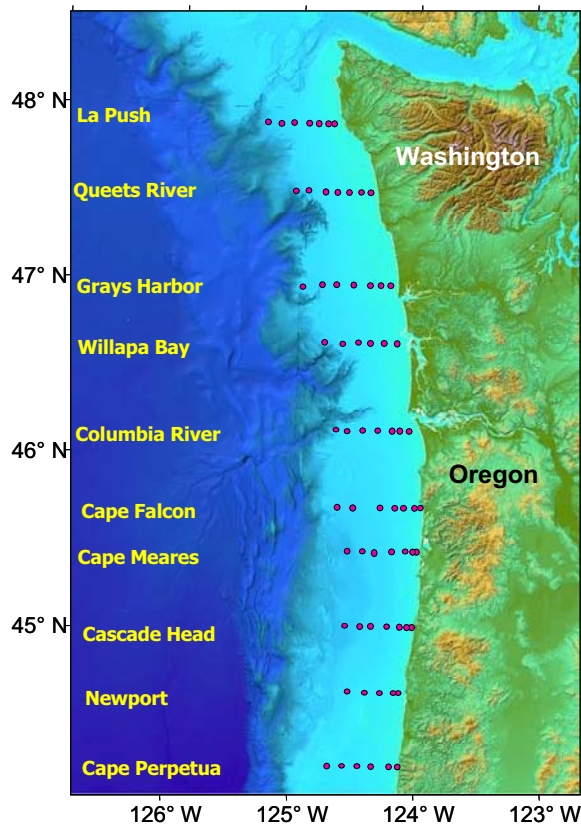 48° N
La Push
Washington
Queets River
47° N
Grays Harbor
Willapa Bay
Columbia River
46° N
Oregon
Cape Falcon
Cape Meares
45° N
Cascade Head
Newport
Cape Perpetua
126° W 125° W 124° W 123° W